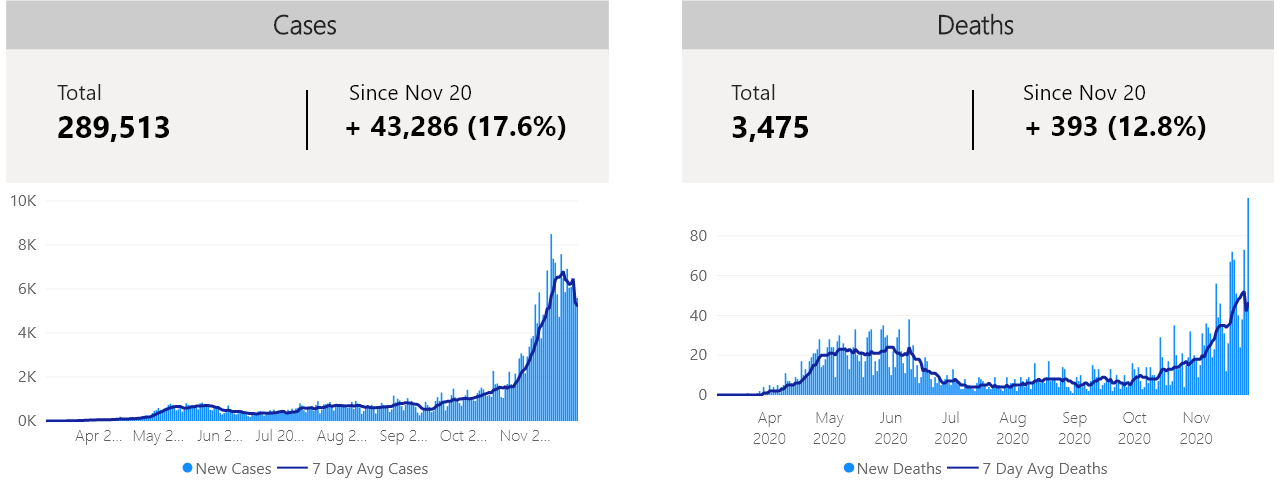 Cases
Total
289,513
Since Nov 20
+ 43,286 (17.6%)
10K
8K
6K
4K
2K
0K
Apr 2... May 2... Jun 2... Jul 20... Aug 2... Sep 2... Oct 2... Nov 2...
New Cases 7 Day Avg Cases
Deaths
Total
3,475
Since Nov 20
+ 393 (12.8%)
80
60
40
20
0
Apr May Jun Jul Aug Sep Oct Nov
2020 2020 2020 2020 2020 2020 2020 2020
New Deaths 7 Day Avg Deaths